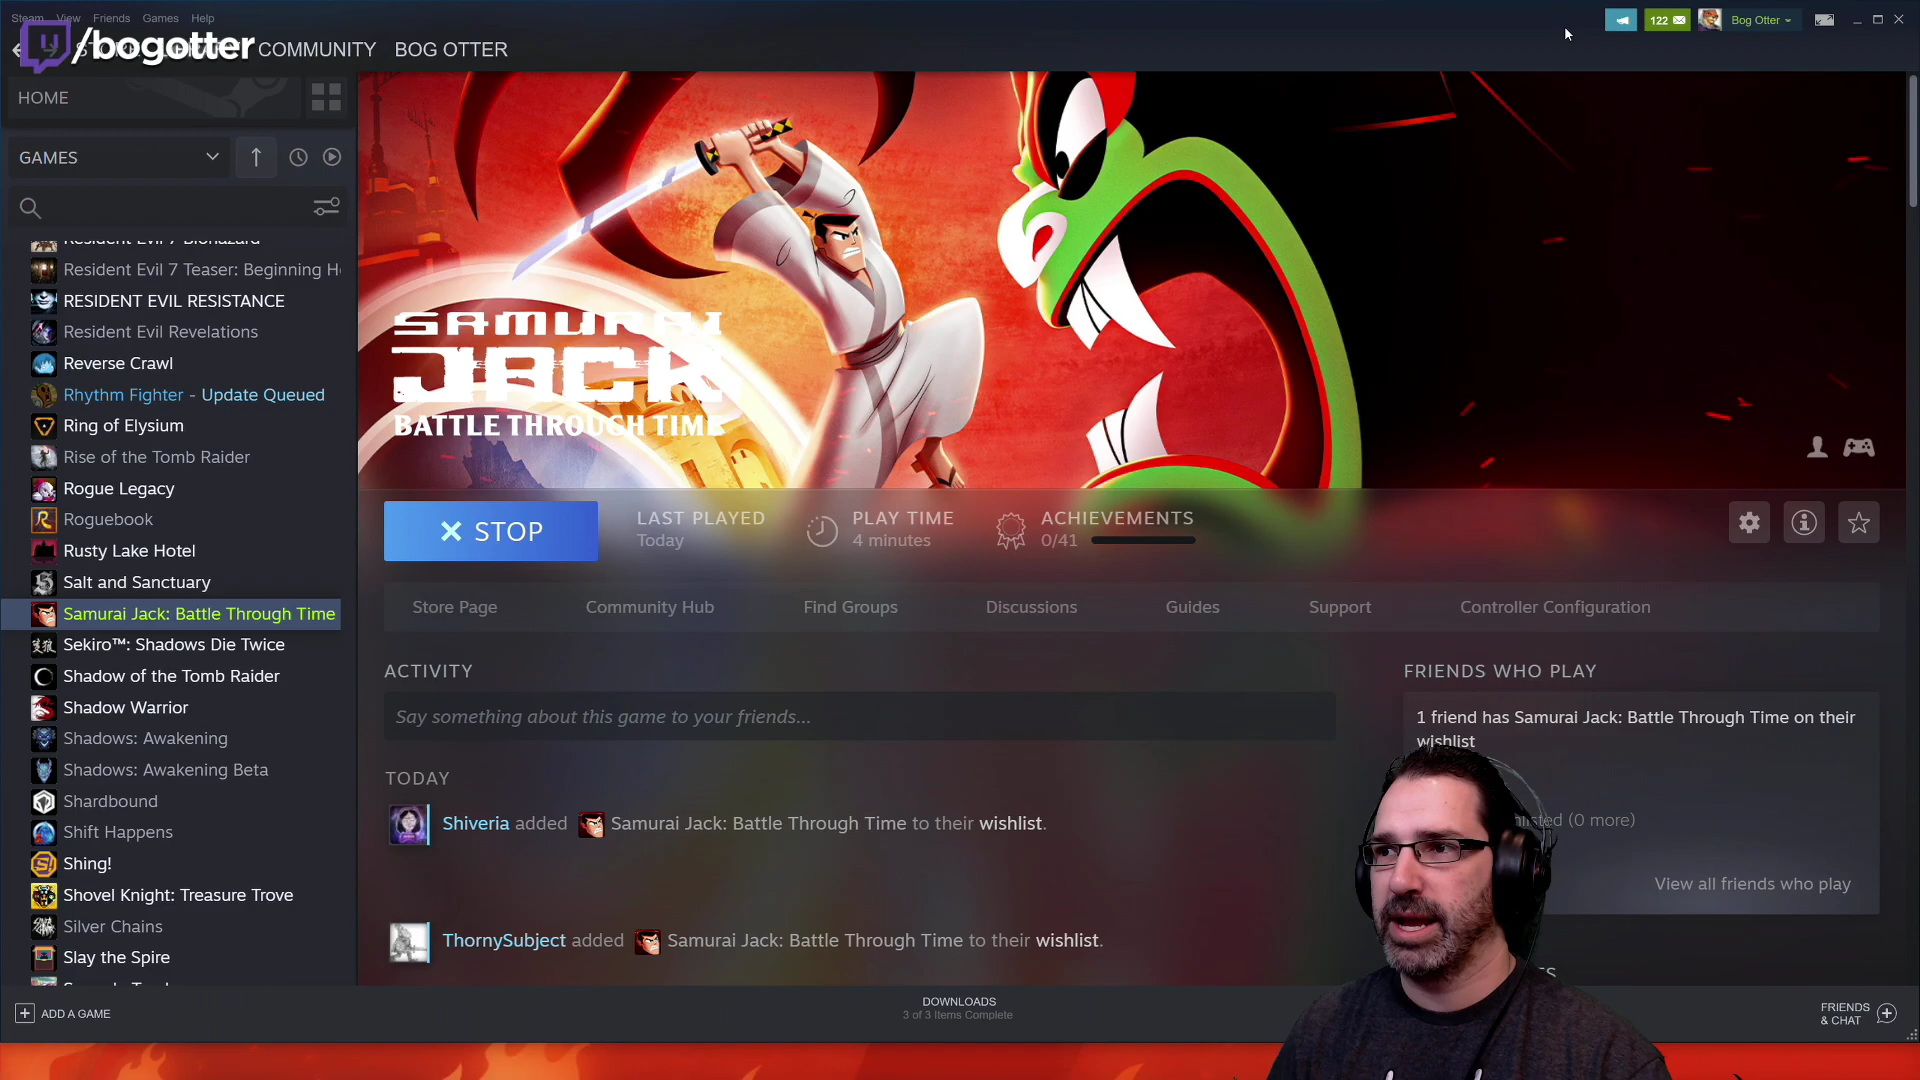 Steam View Friends Games Help
122
Bog Otter
/bogotter
COMMUNITY BOG OTTER
HOME
GAMES
Resident Evil 7 Biohazard
Resident Evil 7 Teaser: Beginning H
RESIDENT EVIL RESISTANCE
Resident Evil Revelations
Reverse Crawl
Rhythm Fighter - Update Queued
Ring of Elysium
Rise of the Tomb Raider
Rogue Legacy
Roguebook
Rusty Lake Hotel
Salt and Sanctuary
Samurai Jack: Battle Through Time
Sekiro™: Shadows Die Twice
Shadow of the Tomb Raider
Shadow Warrior
Shadows: Awakening
Shadows: Awakening Beta
Shardbound
Shift Happens
Shing!
Shovel Knight: Treasure Trove
Silver Chains
Slay the Spire
ADD A GAME
SAMURAI
JACK
BATTLE THROUGH TIME
STOP
LAST PLAYED
Today
PLAY TIME
4 minutes
ACHIEVEMENTS
0/41
Store Page Community Hub Find Groups Discussions Guides Support Controller Configuration
ACTIVITY
Say something about this game to your friends...
TODAY
Shiveria added Samurai Jack: Battle Through Time to their wishlist.
ThornySubject added Samurai Jack: Battle Through Time to their wishlist.
FRIENDS WHO PLAY
1 friend has Samurai Jack: Battle Through Time on their
wishlist
(0 more)
View all friends who play
DOWNLOADS
3 of 3 Items Complete
FRIENDS
& CHAT